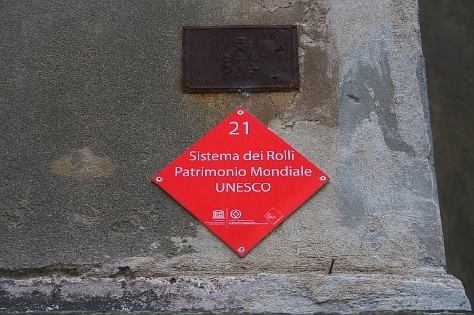 21
Sistema dei Rolli
Patrimonio Mondiale
UNESCO